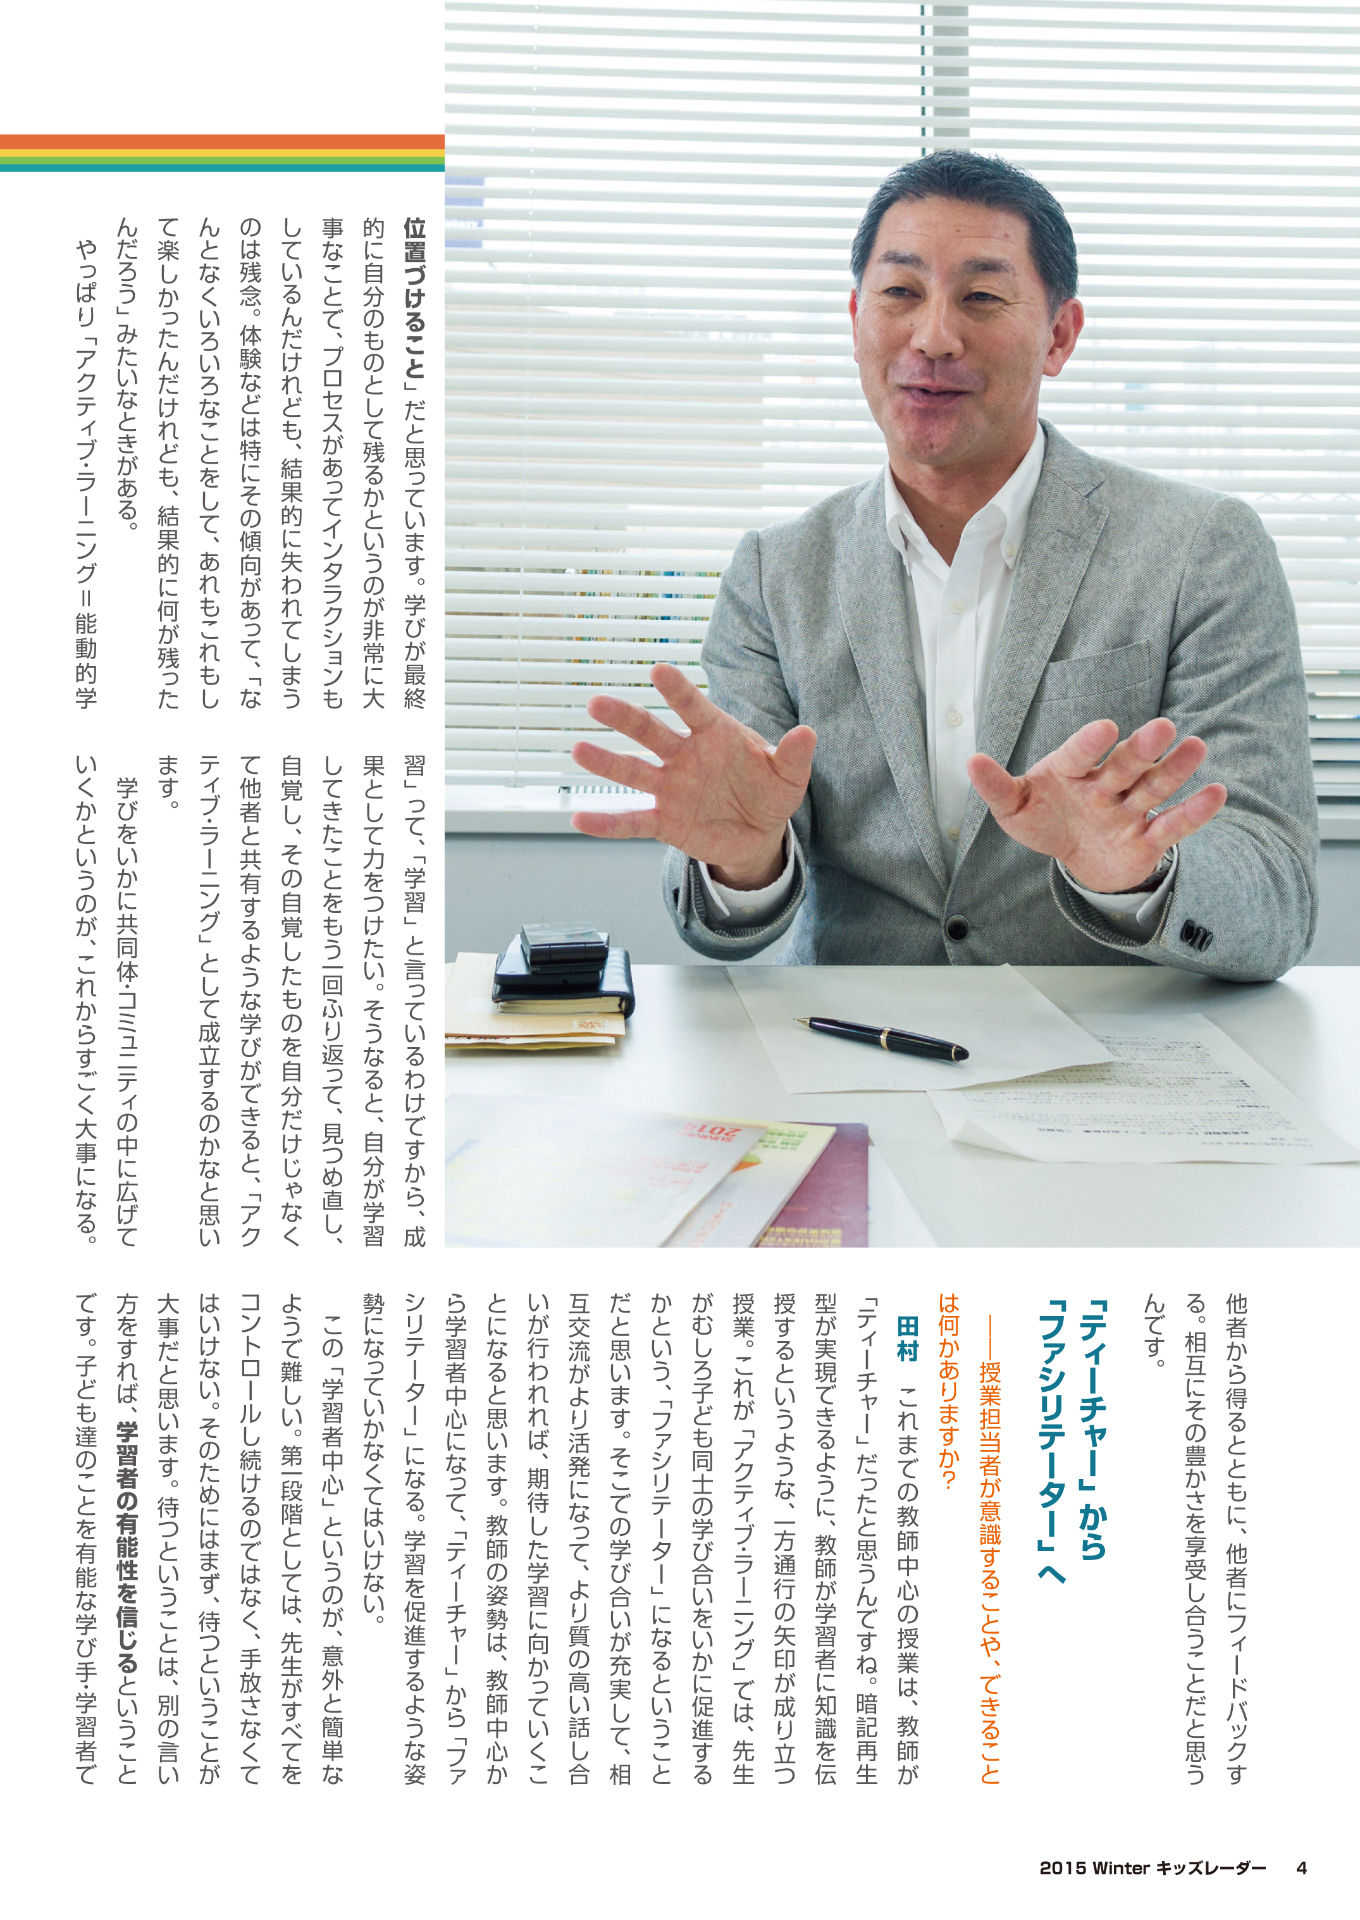 位置づけること」だと思っています。学びが最終
的に自分のものとして残るかというのが非常に大
事なことで、プロセスがあってインタラクションも
しているんだけれども、結果的に失われてしまう
のは残念。体験などは特にその傾向があって、「な
んとなくいろいろなことをして、あれもこれもし
て楽しかったんだけれども、結果的に何が残った
んだろう」みたいなときがある。
やっぱり「アクティブ・ラーニング＝能動的学
習」って、「学習」と言っているわけですから、成
果として力をつけたい。そうなると、自分が学習
してきたことをもう一回ふり返って、見つめ直し、
自覚し、その自覚したものを自分だけじゃなく
て他者と共有するような学びができると、「アク
ティブ・ラーニング」として成立するのかなと思い
ます。
学びをいかに共同体・コミュニティの中に広げて
いくかというのが、これからすごく大事になる。
他者から得るとともに、他者にフィードバックす
る。相互にその豊かさを享受し合うことだと思う
んです。
「ティーチャー」から
「ファシリテーター」へ
――授業担当者が意識することや、できること
は何かありますか？
田村　これまでの教師中心の授業は、教師が
「ティーチャー」だったと思うんですね。暗記再生
型が実現できるように、教師が学習者に知識を伝
授するというような、一方通行の矢印が成り立つ
授業。これが「アクティブ・ラーニング」では、先生
がむしろ子ども同士の学び合いをいかに促進する
かという、「ファシリテーター」になるということ
だと思います。そこでの学び合いが充実して、相
互交流がより活発になって、より質の高い話し合
いが行われれば、期待した学習に向かっていくこ
とになると思います。教師の姿勢は、教師中心か
ら学習者中心になって、「ティーチャー」から「ファ
シリテーター」になる。学習を促進するような姿
勢になっていかなくてはいけない。
この「学習者中心」というのが、意外と簡単な
ようで難しい。第一段階としては、先生がすべてを
コントロールし続けるのではなく、手放さなくて
はいけない。そのためにはまず、待つということが
大事だと思います。待つということは、別の言い
方をすれば、学習者の有能性を信じるということ
です。子ども達のことを有能な学び手・学習者で
2015 Winter キッズレーダー 4